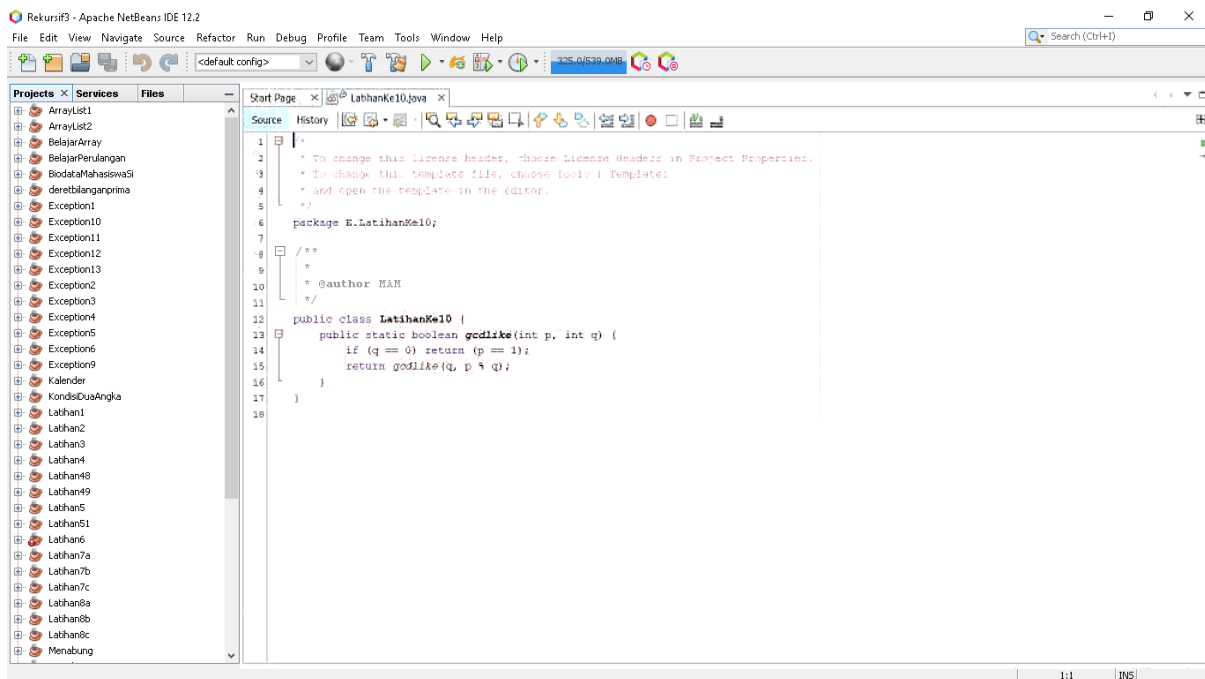 Rekursif3 - Apache NetBeans IDE 12.2
File Edit View Navigate Source Refactor Run Debug Profile Team Tools Window Help
Search (Ctrl+I)
<default config>
325.0/539.0MB
Projects Services Files
ArrayList1
ArrayList2
BelajarArray
BelajarPerulangan
BiodataMahasiswaSi
deretbilanganprima
Exception1
Exception10
Exception11
Exception12
Exception13
Exception2
Exception3
Exception4
Exception5
Exception6
Exception9
Kalender
KondisiDuaAngka
Latihan1
Latihan2
Latihan3
Latihan4
Latihan48
Latihan49
Latihan5
Latihan51
Latihan6
Latihan7a
Latihan7b
Latihan7c
Latihan8a
Latihan8b
Latihan8c
Menabung
Start Page LatihanKe10.java
Source History
1 /*
2 * To change this license header, choose License Headers in Project Properties.
3 * To change this template file, choose Tools | Templates
4 * and open the template in the editor.
5 */
6 package E.LatihanKe10;
7
8 /**
9 *
10 * @author MAM
11 */
12 public class LatihanKe10 {
13 public static boolean gcdlike(int p, int q) {
14 if (q == 0) return (p == 1);
15 return gcdlike(q, p % q);
16 }
17 }
18
1:1 INS